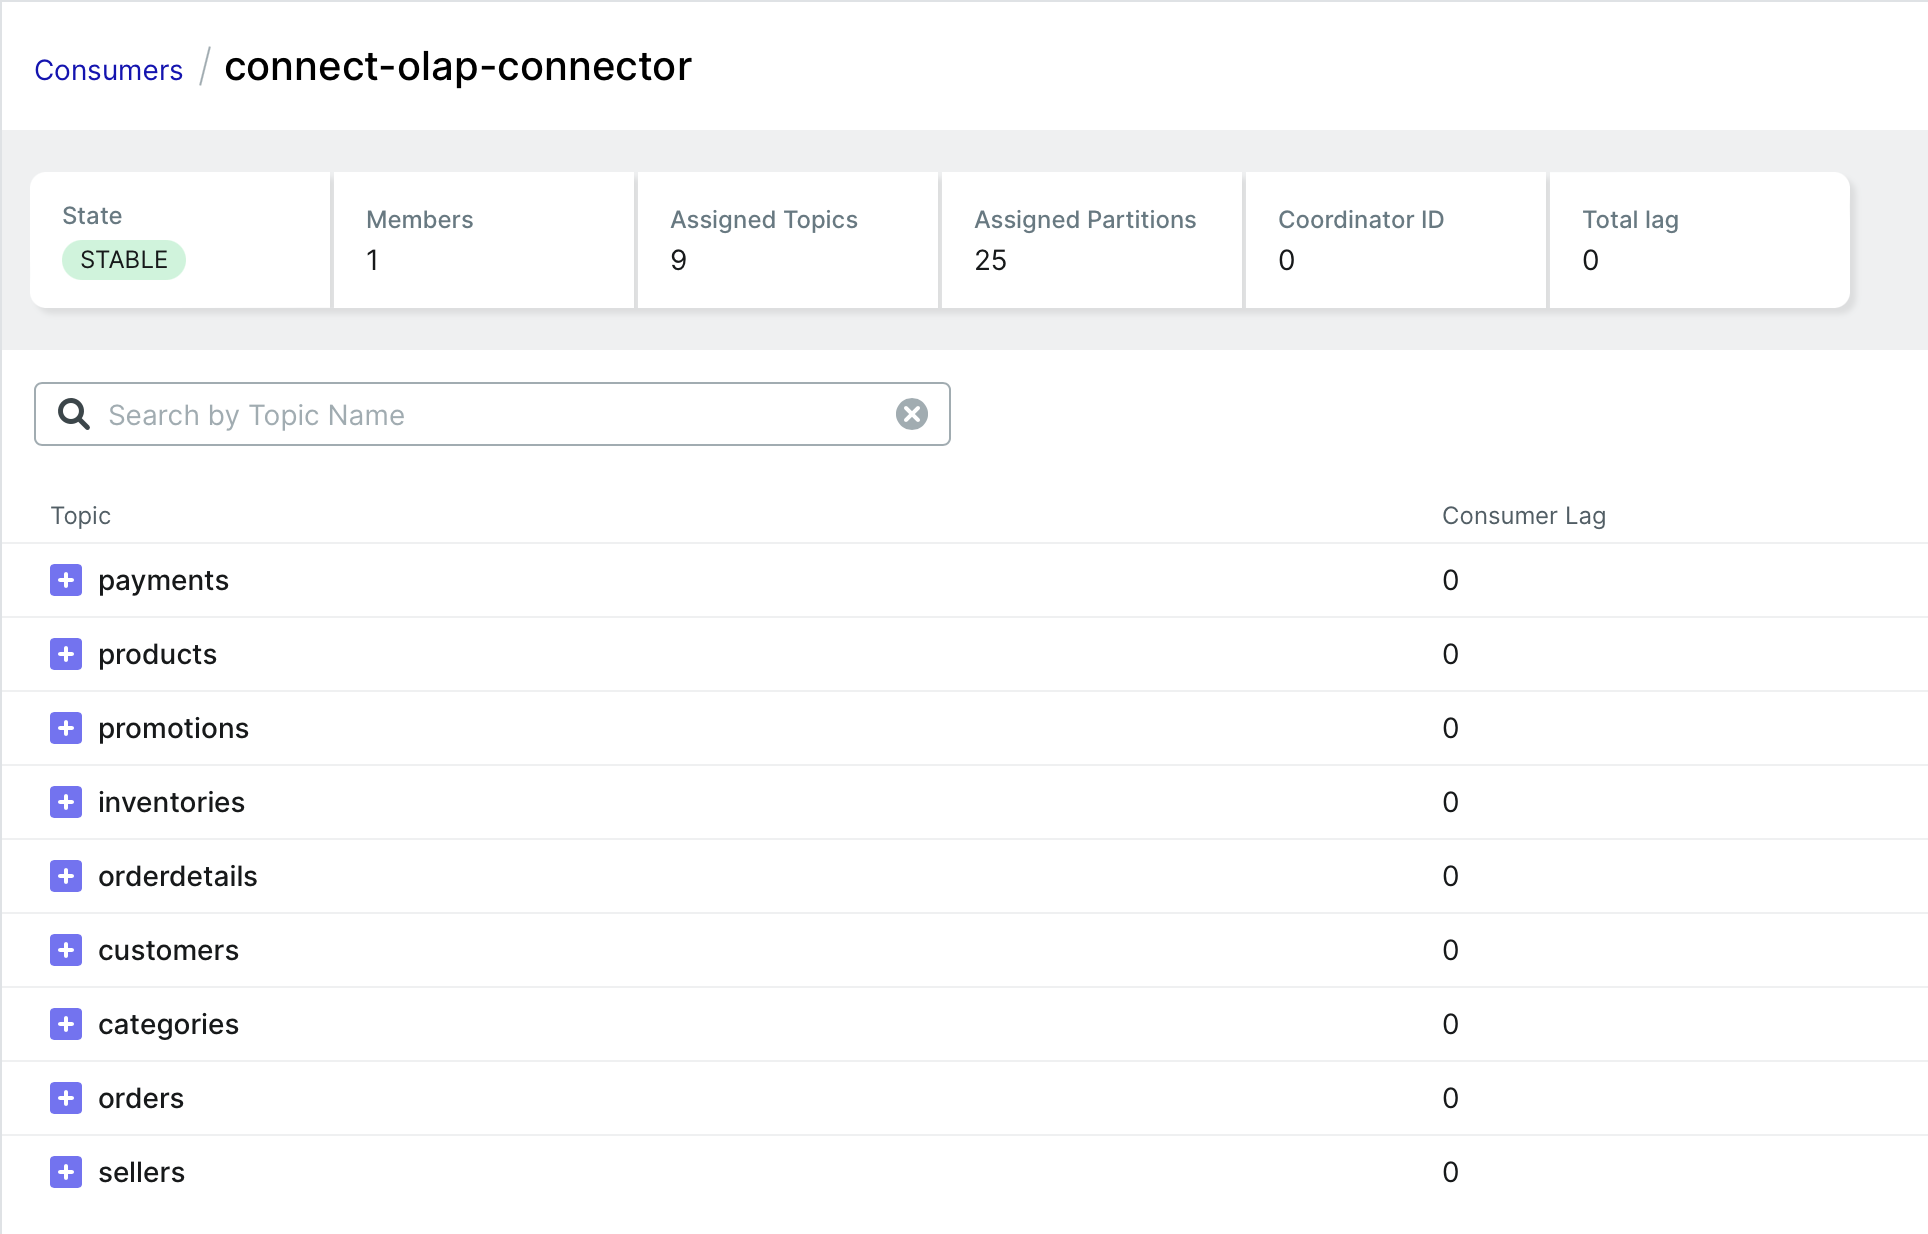 Consumers / connect-olap-connector
State Members Assigned Topics Assigned Partitions Coordinator ID Total lag
STABLE 1 9 25 0 0
Search by Topic Name
Topic Consumer Lag
payments 0
products 0
promotions 0
inventories 0
orderdetails 0
customers 0
categories 0
orders 0
sellers 0